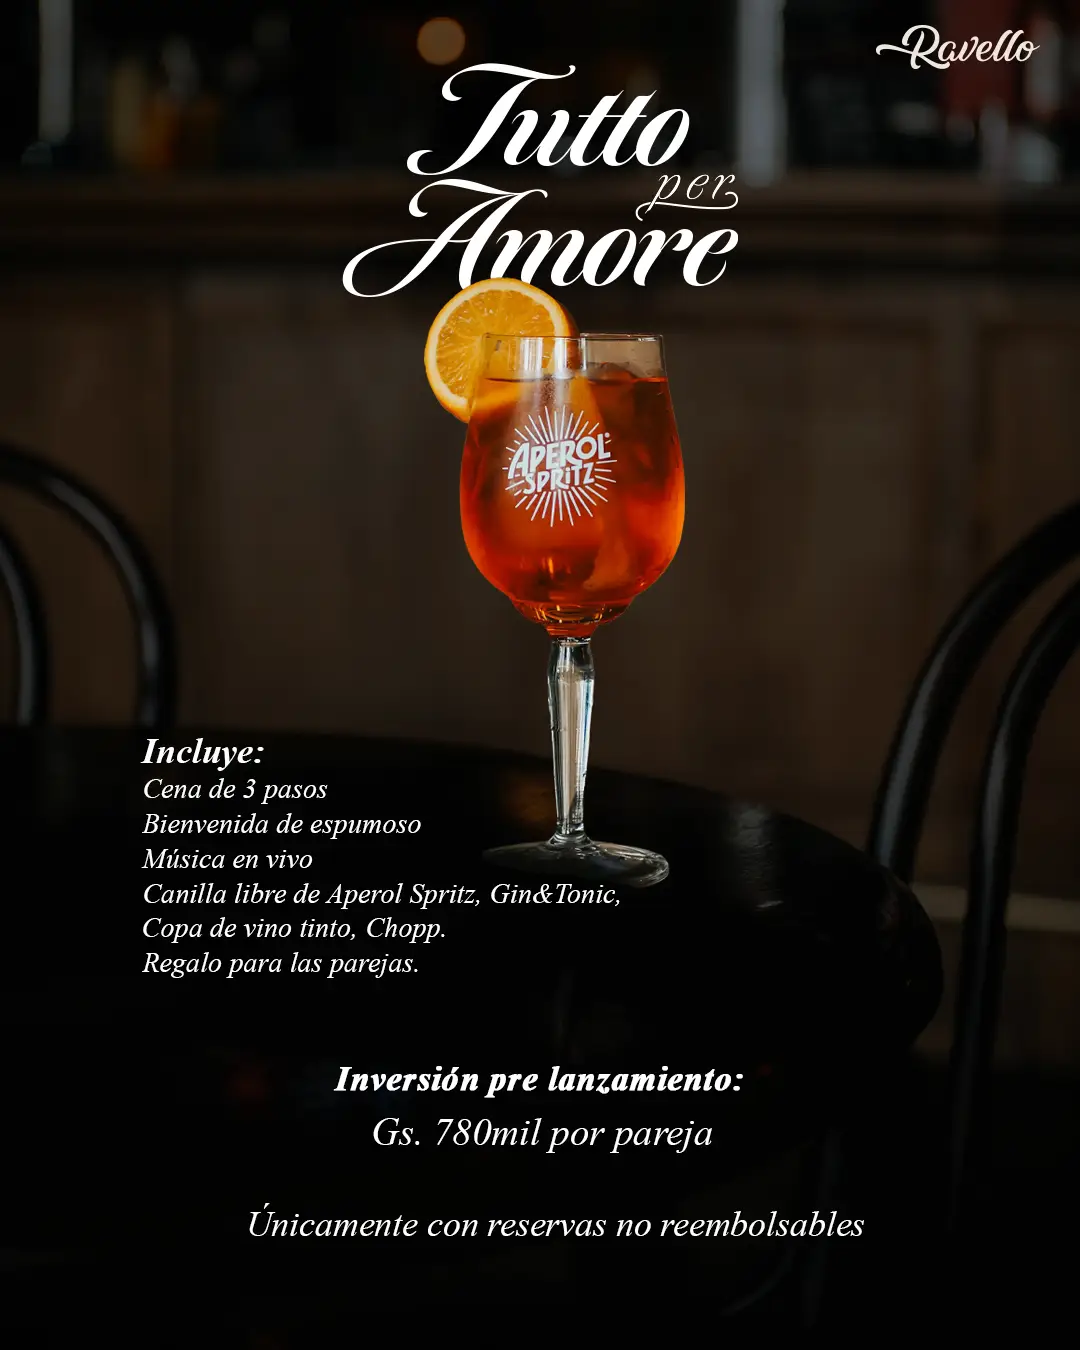 Ravello
Tutto
per
Amore
APEROL
SPRITZ
Incluye:
Cena de 3 pasos
Bienvenida de espumoso
Música en vivo
Canilla libre de Aperol Spritz, Gin&Tonic,
Copa de vino tinto, Chopp.
Regalo para las parejas.
Inversión pre lanzamiento:
Gs. 780mil por pareja
Únicamente con reservas no reembolsables